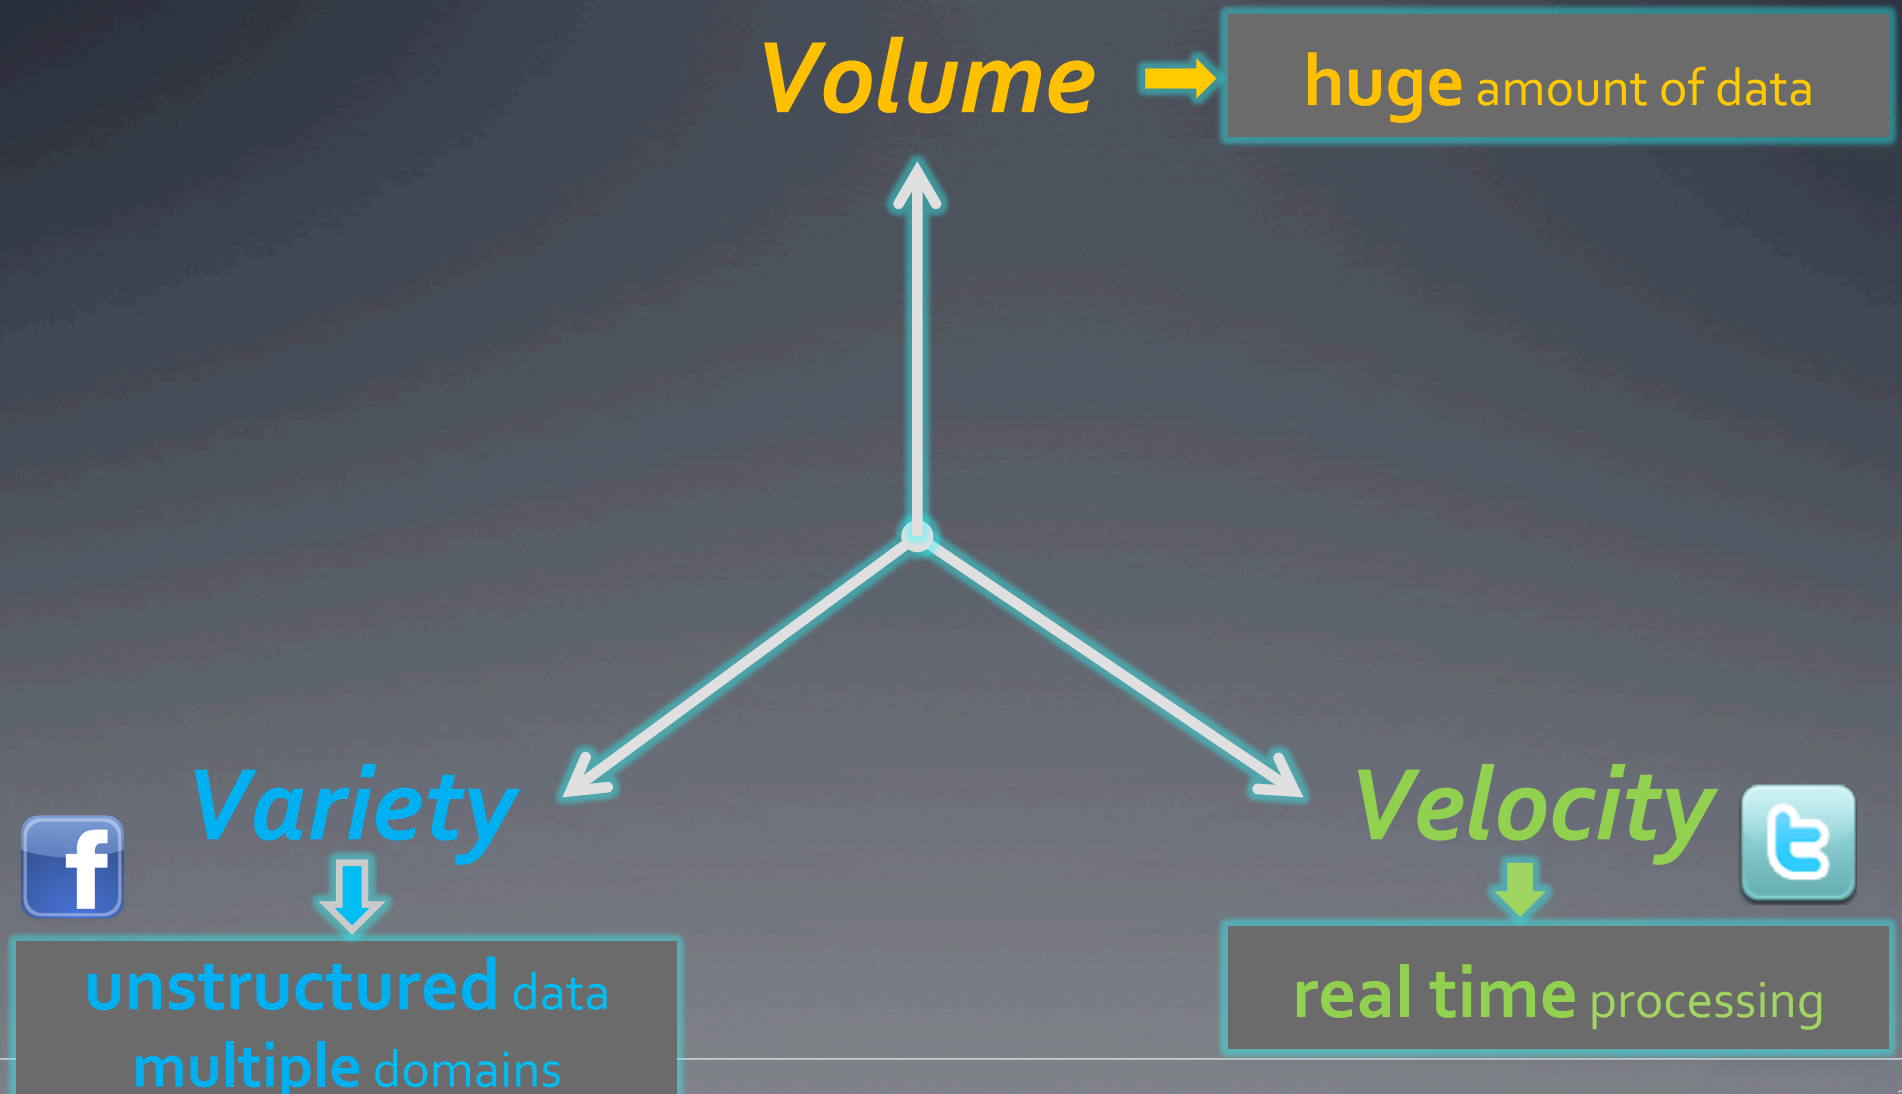 Volume
huge amount of data
Variety
Velocity
unstructured data
multiple domains
real time processing